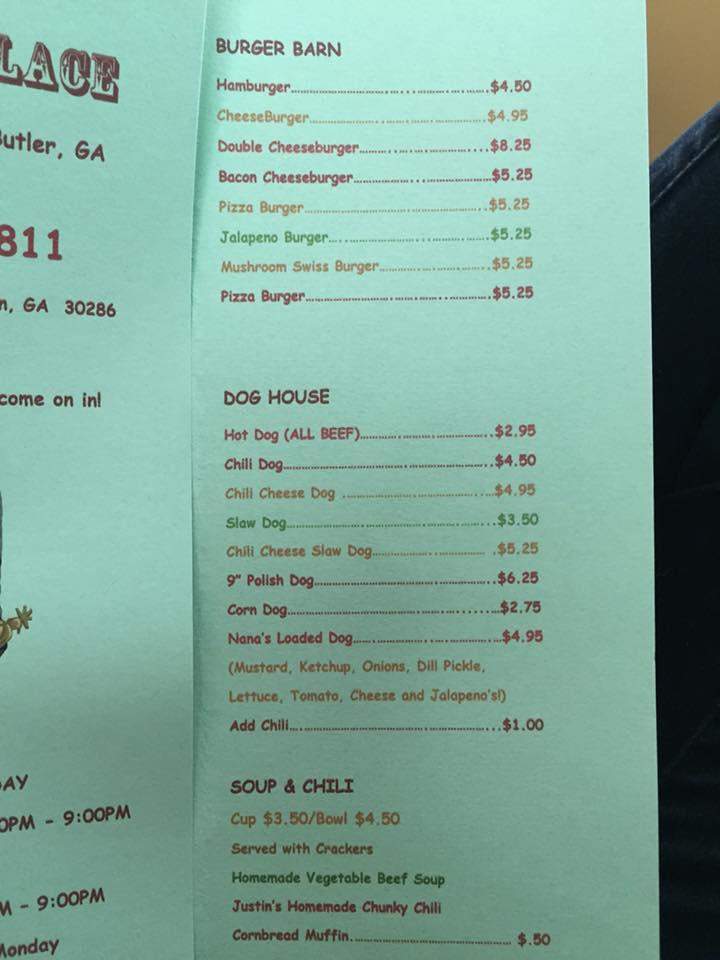 LACE
Butler, GA
811
n, GA 30286
come on in!
AY
0PM - 9:00PM
M - 9:00PM
Monday
BURGER BARN
Hamburger $4.50
CheeseBurger $4.95
Double Cheeseburger $8.25
Bacon Cheeseburger $5.25
Pizza Burger $5.25
Jalapeno Burger $5.25
Mushroom Swiss Burger $5.25
Pizza Burger $5.25
DOG HOUSE
Hot Dog (ALL BEEF) $2.95
Chili Dog $4.50
Chili Cheese Dog $4.95
Slaw Dog $3.50
Chili Cheese Slaw Dog $5.25
9" Polish Dog $6.25
Corn Dog $2.75
Nana's Loaded Dog $4.95
(Mustard, Ketchup, Onions, Dill Pickle,
Lettuce, Tomato, Cheese and Jalapeno's!)
Add Chili $1.00
SOUP & CHILI
Cup $3.50/Bowl $4.50
Served with Crackers
Homemade Vegetable Beef Soup
Justin's Homemade Chunky Chili
Cornbread Muffin $.50